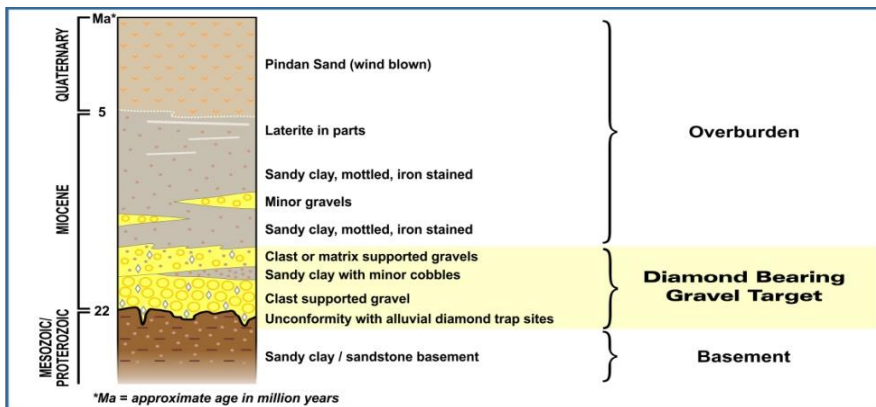 Ma*
QUATERNARY
Pindan Sand (wind blown)
5
Laterite in parts
Overburden
MIOCENE
Sandy clay, mottled, iron stained
Minor gravels
Sandy clay, mottled, iron stained
Clast or matrix supported gravels
Sandy clay with minor cobbles
Clast supported gravel
Diamond Bearing
Gravel Target
22
Unconformity with alluvial diamond trap sites
MESOZOIC/
PROTEROZOIC
Sandy clay / sandstone basement
Basement
*Ma = approximate age in million years